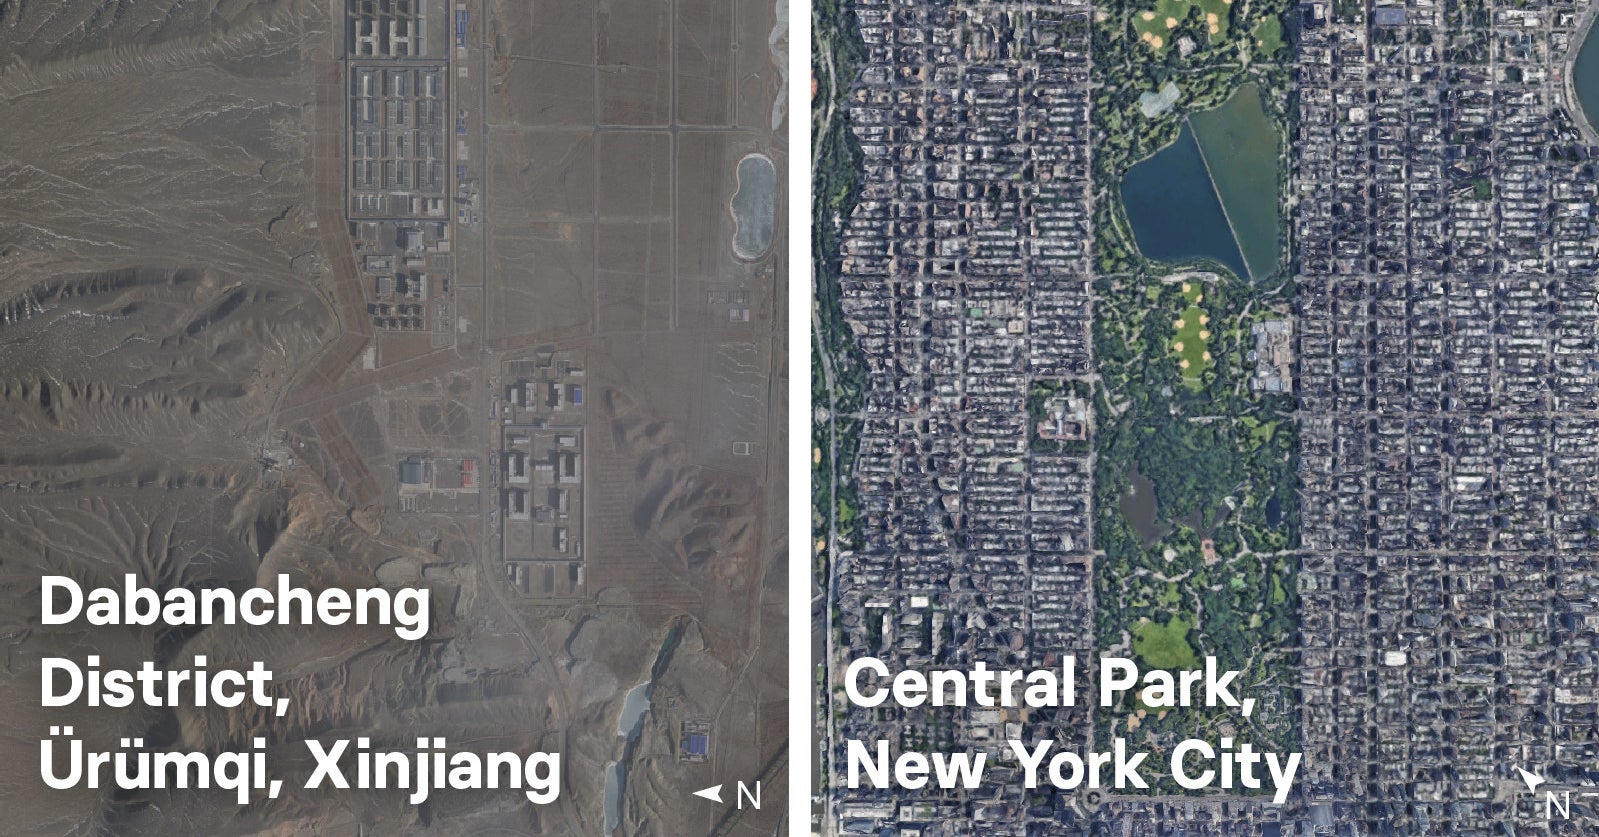 Dabancheng
District,
Ürümqi, Xinjiang
N
Central Park,
New York City
N